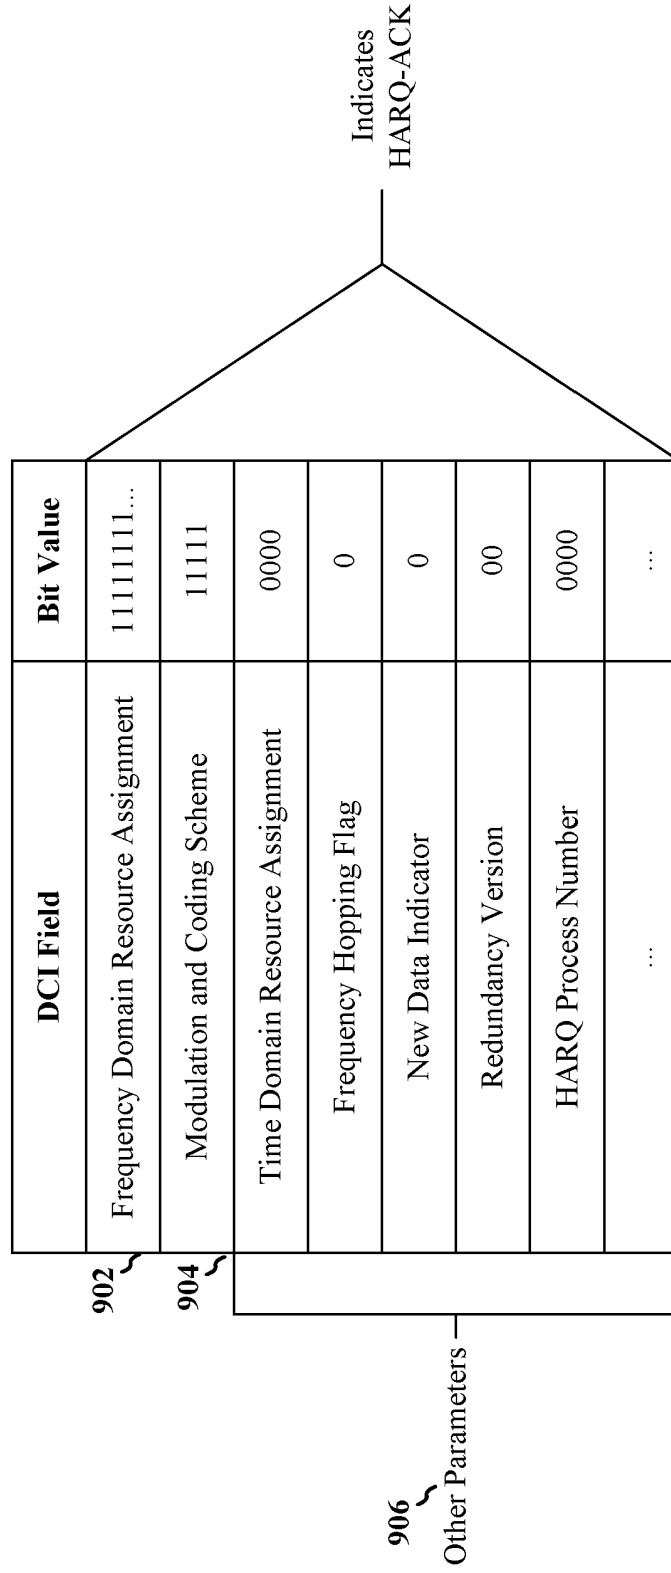 DCI Field Bit Value
902 Frequency Domain Resource Assignment 11111111...
904 Modulation and Coding Scheme 11111
Time Domain Resource Assignment 0000
Frequency Hopping Flag 0
New Data Indicator 0
Redundancy Version 00
HARQ Process Number 0000
... ...
906
Other Parameters
Indicates
HARQ-ACK